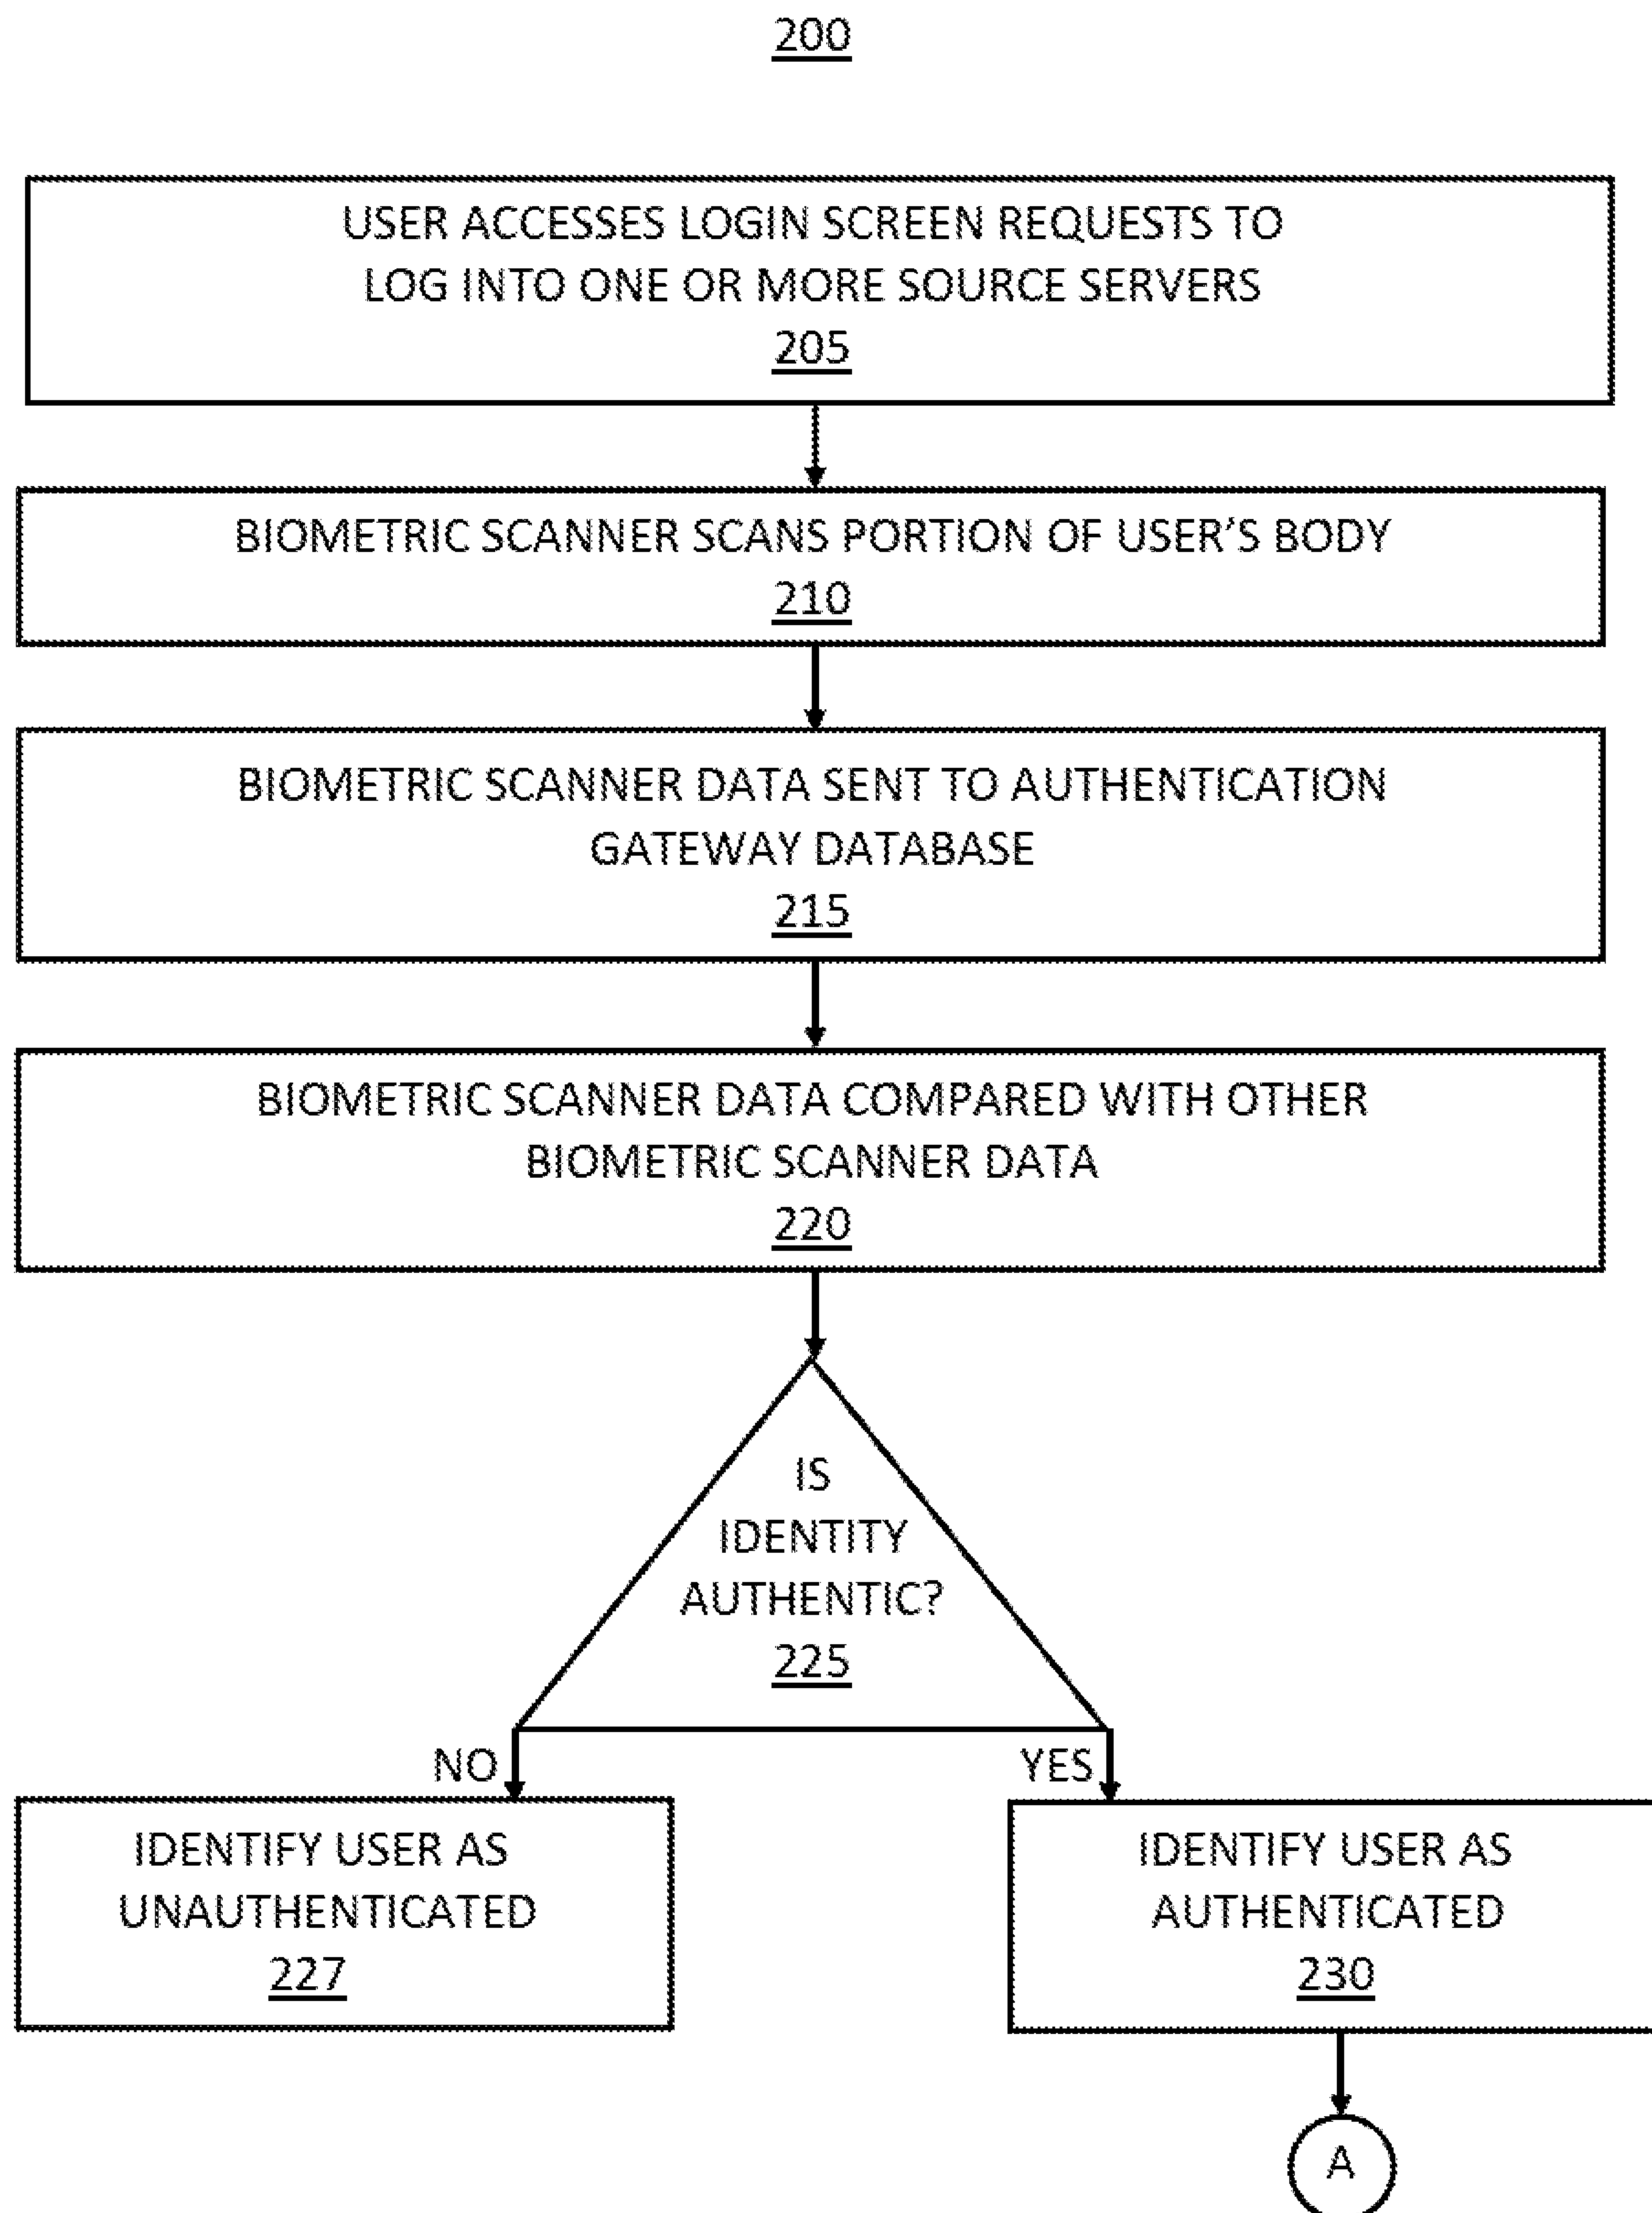 200
USER ACCESSES LOGIN SCREEN REQUESTS TO
LOG INTO ONE OR MORE SOURCE SERVERS
205
BIOMETRIC SCANNER SCANS PORTION OF USER'S BODY
210
BIOMETRIC SCANNER DATA SENT TO AUTHENTICATION
GATEWAY DATABASE
215
BIOMETRIC SCANNER DATA COMPARED WITH OTHER
BIOMETRIC SCANNER DATA
220
IS
IDENTITY
AUTHENTIC?
225
NO
YES
IDENTIFY USER AS
UNAUTHENTICATED
227
IDENTIFY USER AS
AUTHENTICATED
230
A